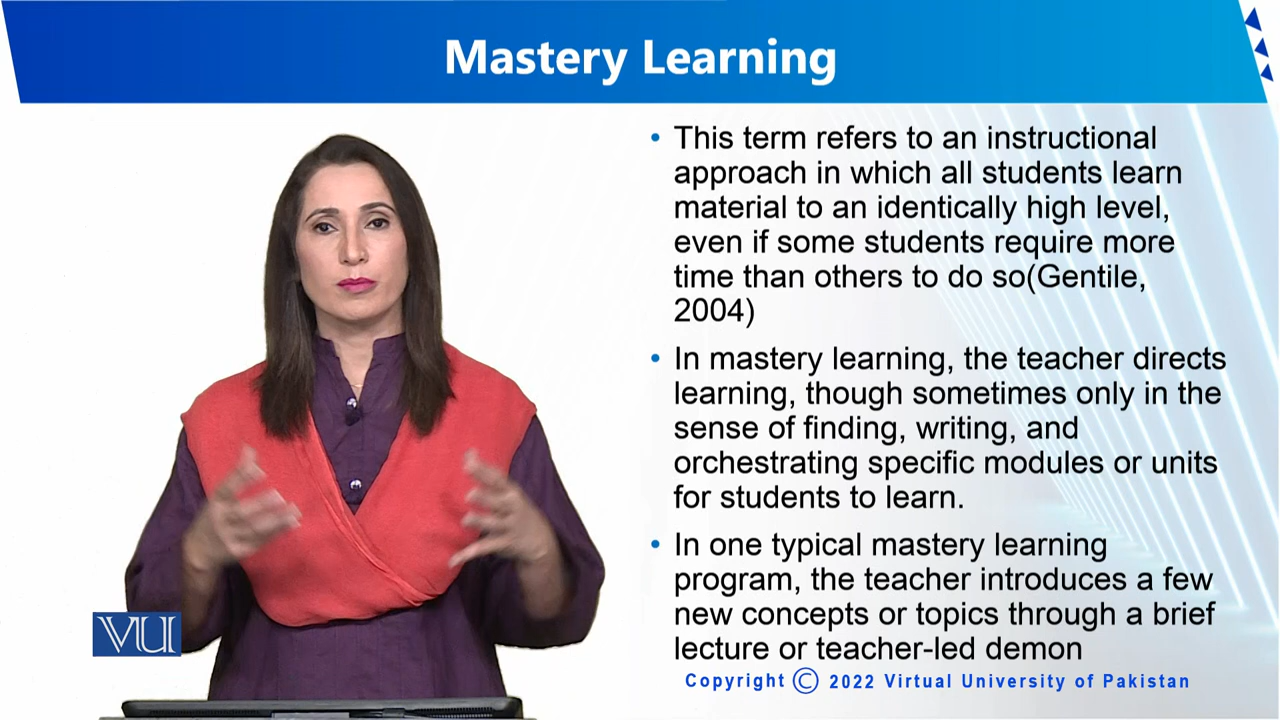 Mastery Learning
• This term refers to an instructional
approach in which all students learn
material to an identically high level,
even if some students require more
time than others to do so(Gentile,
2004)
• In mastery learning, the teacher directs
learning, though sometimes only in the
sense of finding, writing, and
orchestrating specific modules or units
for students to learn.
• In one typical mastery learning
program, the teacher introduces a few
new concepts or topics through a brief
lecture or teacher-led demon
VU
Copyright © 2022 Virtual University of Pakistan